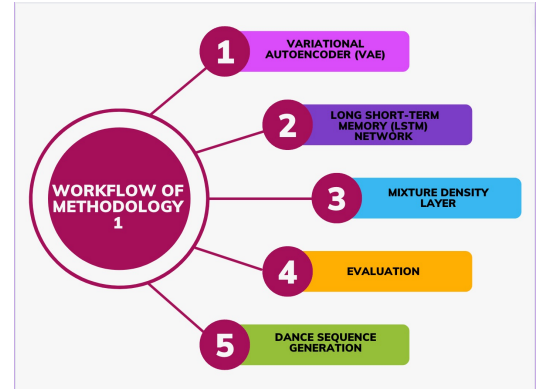 WORKFLOW OF
METHODOLOGY
1
1
VARIATIONAL
AUTOENCODER (VAE)
2
LONG SHORT-TERM
MEMORY (LSTM)
NETWORK
3
MIXTURE DENSITY
LAYER
4
EVALUATION
5
DANCE SEQUENCE
GENERATION